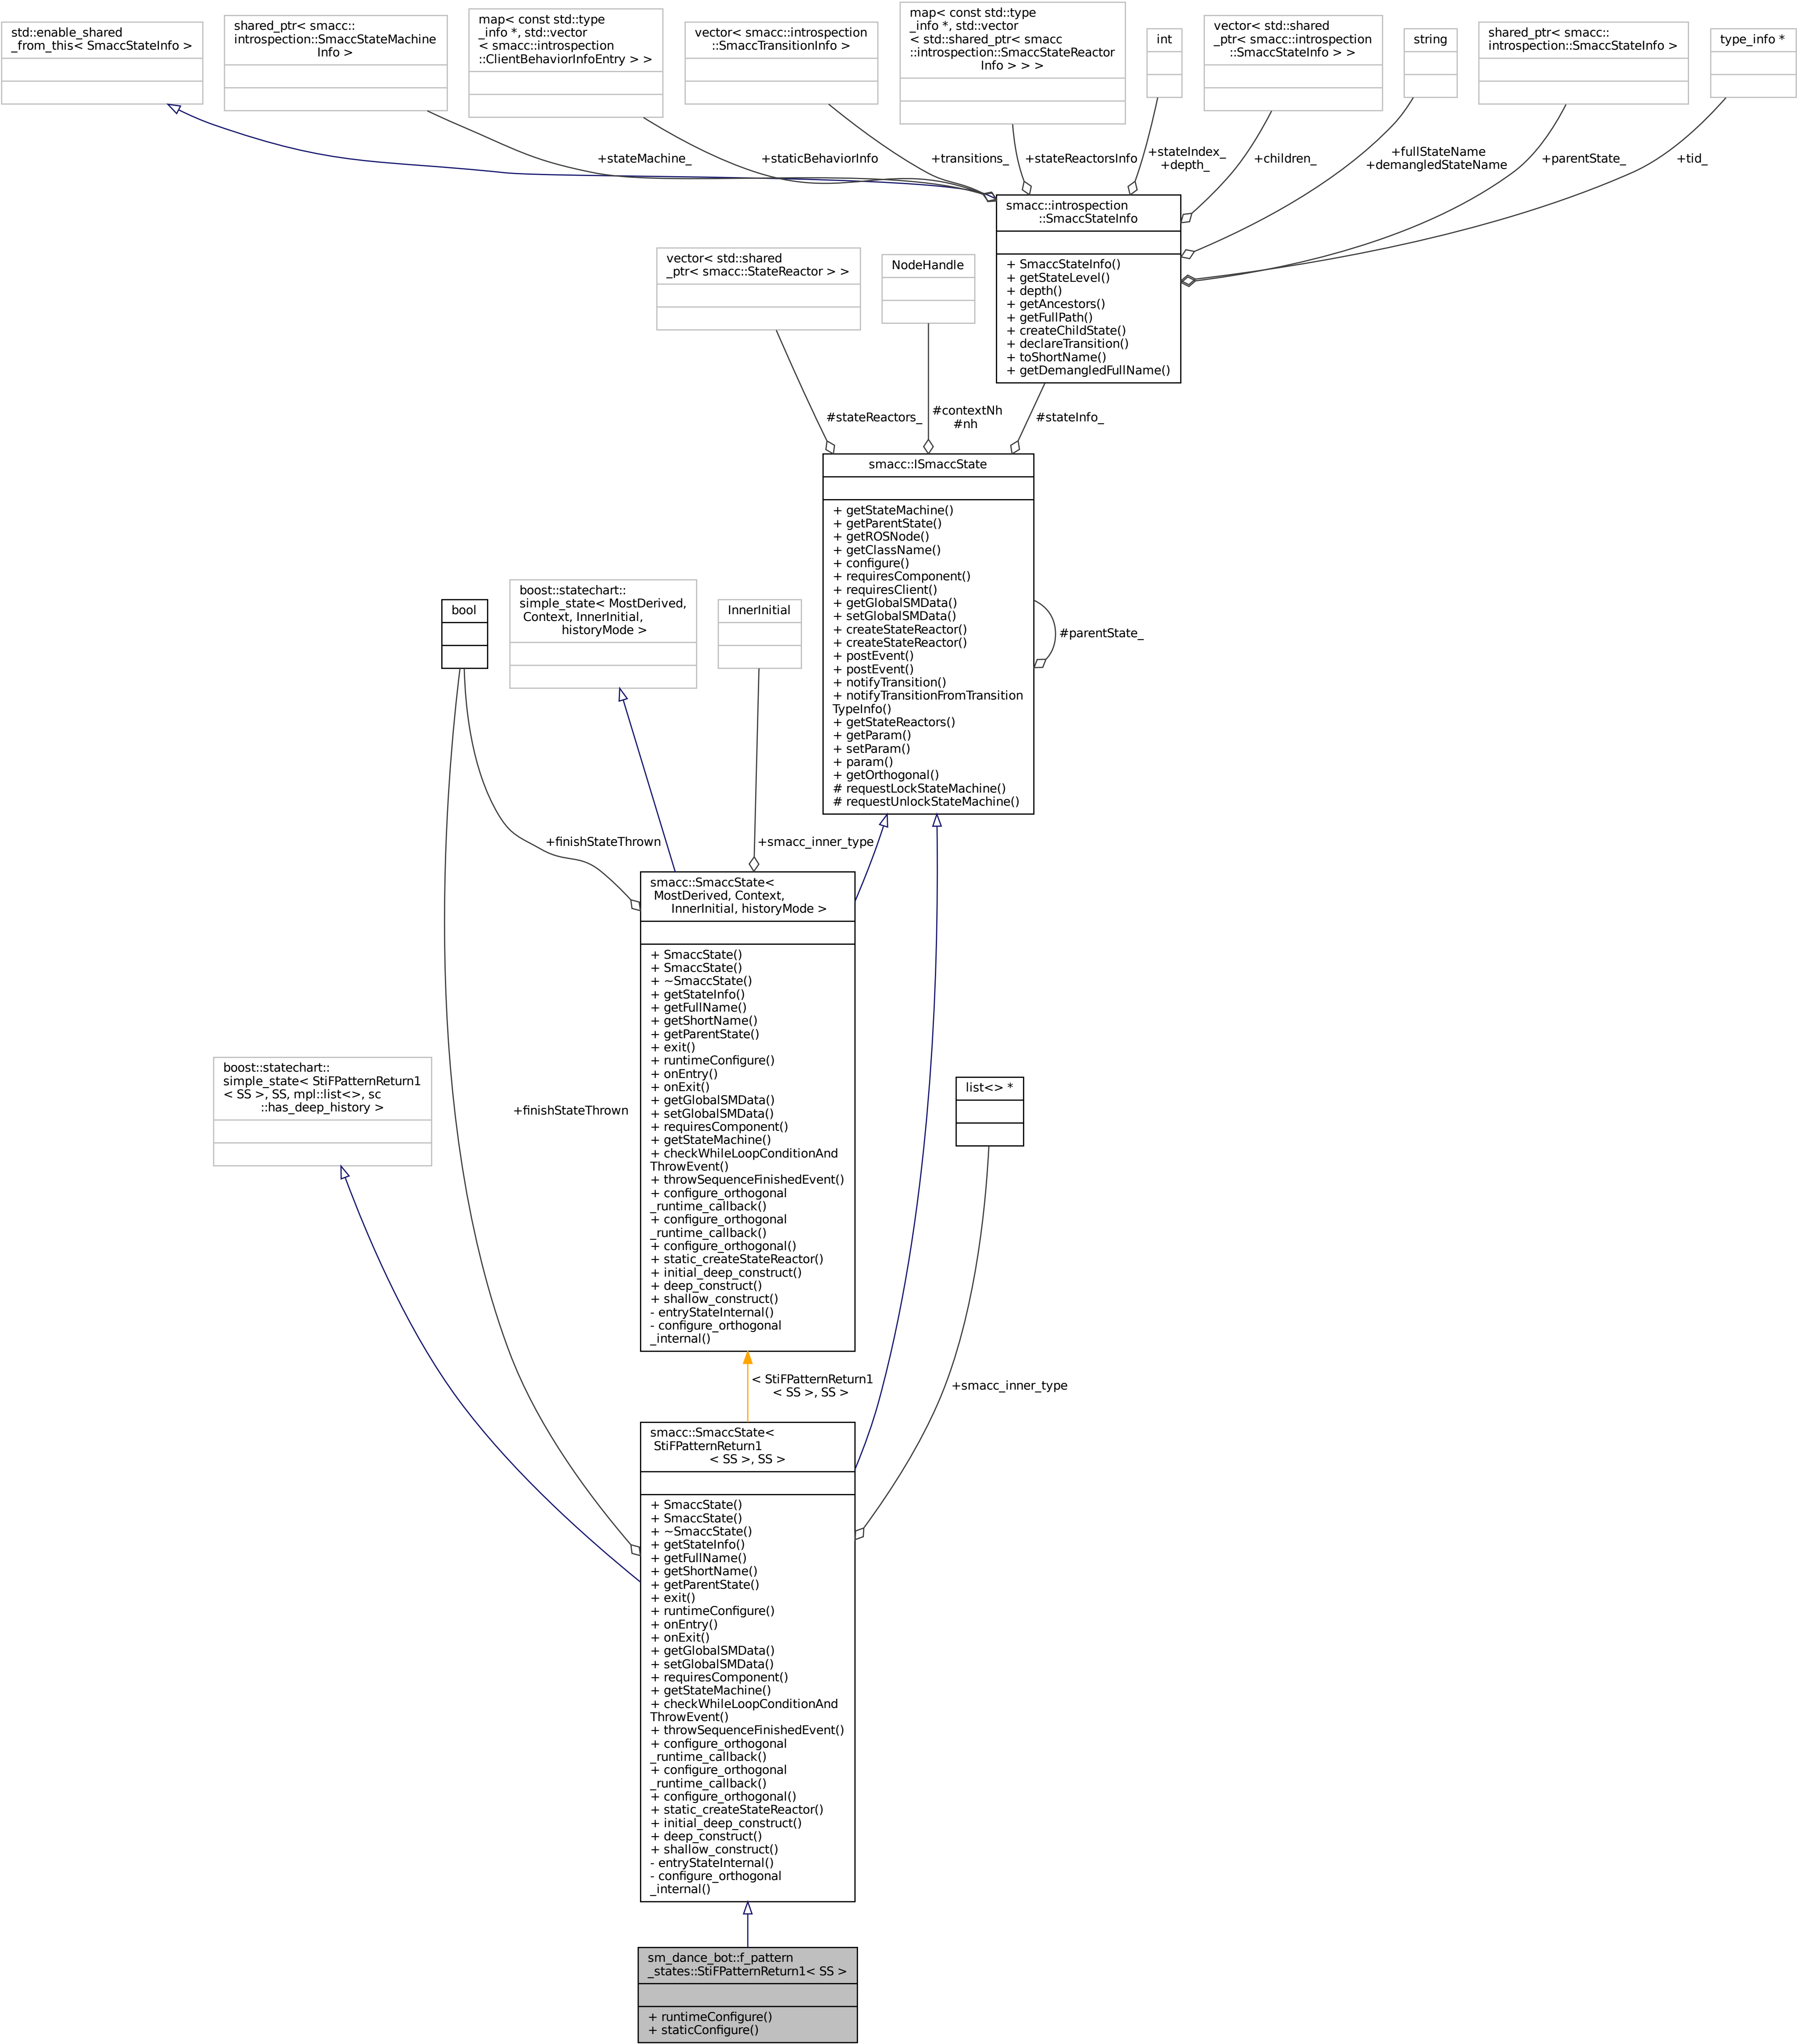 std::enable_shared
_from_this< SmaccStateInfo >
shared_ptr< smacc::
introspection::SmaccStateMachine
Info >
map< const std::type
_info *, std::vector
< smacc::introspection
::ClientBehaviorInfoEntry > >
vector< smacc::introspection
::SmaccTransitionInfo >
map< const std::type
_info *, std::vector
< std::shared_ptr< smacc
::introspection::SmaccStateReactor
Info > > >
int
vector< std::shared
_ptr< smacc::introspection
::SmaccStateInfo > >
string
shared_ptr< smacc::
introspection::SmaccStateInfo >
type_info *
+stateMachine_
+staticBehaviorInfo
+transitions_
+stateReactorsInfo
+stateIndex_
+depth_
+children_
+fullStateName
+demangledStateName
+parentState_
+tid_
smacc::introspection
::SmaccStateInfo
+ SmaccStateInfo()
+ getStateLevel()
+ depth()
+ getAncestors()
+ getFullPath()
+ createChildState()
+ declareTransition()
+ toShortName()
+ getDemangledFullName()
vector< std::shared
_ptr< smacc::StateReactor > >
NodeHandle
#stateReactors_
#contextNh
#nh
#stateInfo_
smacc::ISmaccState
+ getStateMachine()
+ getParentState()
+ getROSNode()
+ getClassName()
+ configure()
+ requiresComponent()
+ requiresClient()
+ getGlobalSMData()
+ setGlobalSMData()
+ createStateReactor()
+ createStateReactor()
+ postEvent()
+ postEvent()
+ notifyTransition()
+ notifyTransitionFromTransition
TypeInfo()
+ getStateReactors()
+ getParam()
+ setParam()
+ param()
+ getOrthogonal()
# requestLockStateMachine()
# requestUnlockStateMachine()
#parentState_
bool
boost::statechart::
simple_state< MostDerived,
Context, InnerInitial,
historyMode >
InnerInitial
+finishStateThrown
+smacc_inner_type
smacc::SmaccState<
MostDerived, Context,
InnerInitial, historyMode >
+ SmaccState()
+ SmaccState()
+ ~SmaccState()
+ getStateInfo()
+ getFullName()
+ getShortName()
+ getParentState()
+ exit()
+ runtimeConfigure()
+ onEntry()
+ onExit()
+ getGlobalSMData()
+ setGlobalSMData()
+ requiresComponent()
+ getStateMachine()
+ checkWhileLoopConditionAnd
ThrowEvent()
+ throwSequenceFinishedEvent()
+ configure_orthogonal
_runtime_callback()
+ configure_orthogonal
_runtime_callback()
+ configure_orthogonal()
+ static_createStateReactor()
+ initial_deep_construct()
+ deep_construct()
+ shallow_construct()
- entryStateInternal()
- configure_orthogonal
_internal()
boost::statechart::
simple_state< StiFPatternReturn1
< SS >, SS, mpl::list<>, sc
::has_deep_history >
+finishStateThrown
list<> *
< StiFPatternReturn1
< SS >, SS >
+smacc_inner_type
smacc::SmaccState<
StiFPatternReturn1
< SS >, SS >
+ SmaccState()
+ SmaccState()
+ ~SmaccState()
+ getStateInfo()
+ getFullName()
+ getShortName()
+ getParentState()
+ exit()
+ runtimeConfigure()
+ onEntry()
+ onExit()
+ getGlobalSMData()
+ setGlobalSMData()
+ requiresComponent()
+ getStateMachine()
+ checkWhileLoopConditionAnd
ThrowEvent()
+ throwSequenceFinishedEvent()
+ configure_orthogonal
_runtime_callback()
+ configure_orthogonal
_runtime_callback()
+ configure_orthogonal()
+ static_createStateReactor()
+ initial_deep_construct()
+ deep_construct()
+ shallow_construct()
- entryStateInternal()
- configure_orthogonal
_internal()
sm_dance_bot::f_pattern
_states::StiFPatternReturn1< SS >
+ runtimeConfigure()
+ staticConfigure()